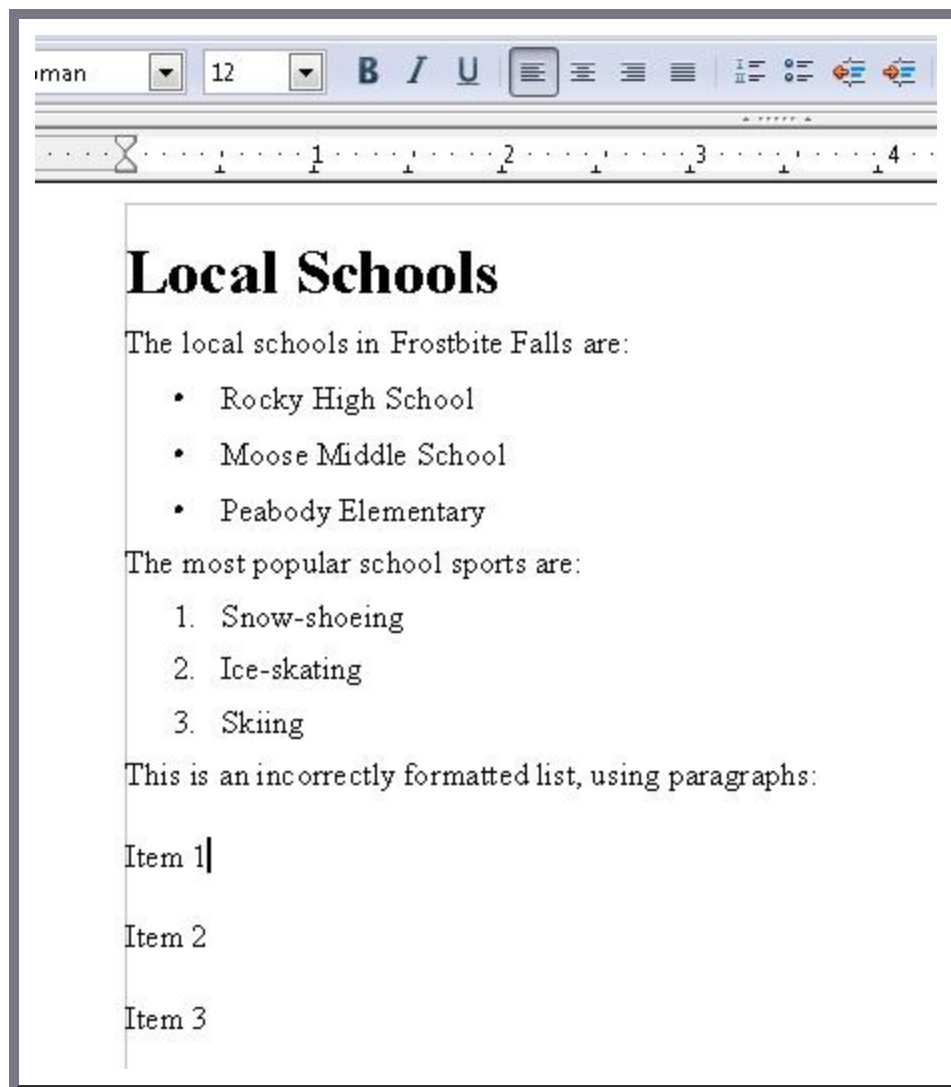 oman 12 B I U
1 2 3 4
Local Schools
The local schools in Frostbite Falls are:
• Rocky High School
• Moose Middle School
• Peabody Elementary
The most popular school sports are:
1. Snow-shoeing
2. Ice-skating
3. Skiing
This is an incorrectly formatted list, using paragraphs:
Item 1
Item 2
Item 3